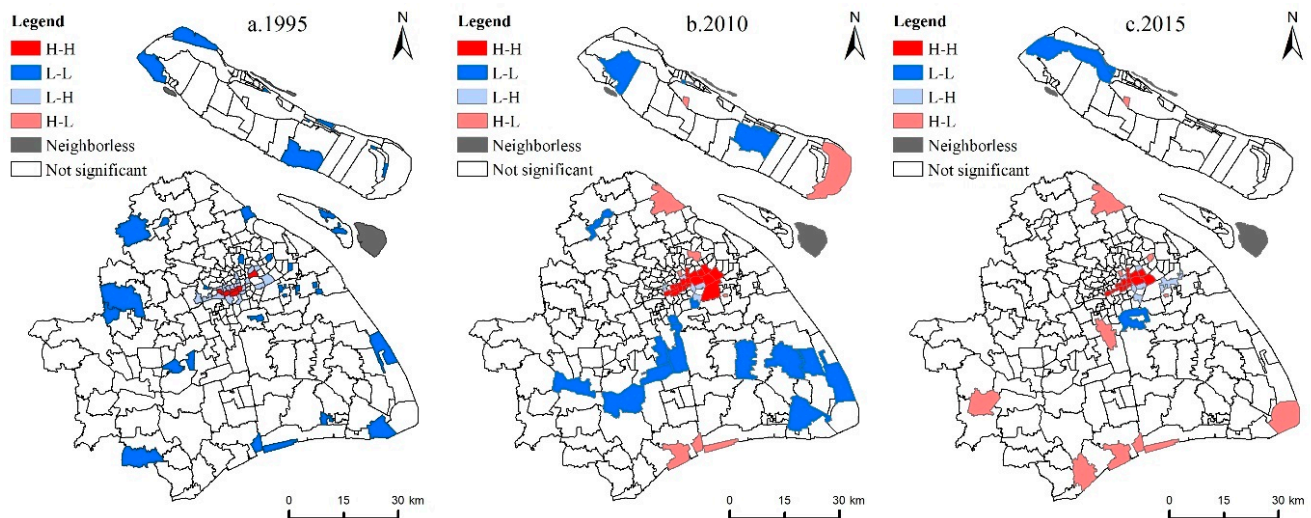 Legend
a.1995
N
H-H
L-L
L-H
H-L
Neighborless
Not significant
0 15 30 km
Legend
b.2010
N
H-H
L-L
L-H
H-L
Neighborless
Not significant
0 15 30 km
Legend
c.2015
N
H-H
L-L
L-H
H-L
Neighborless
Not significant
0 15 30 km